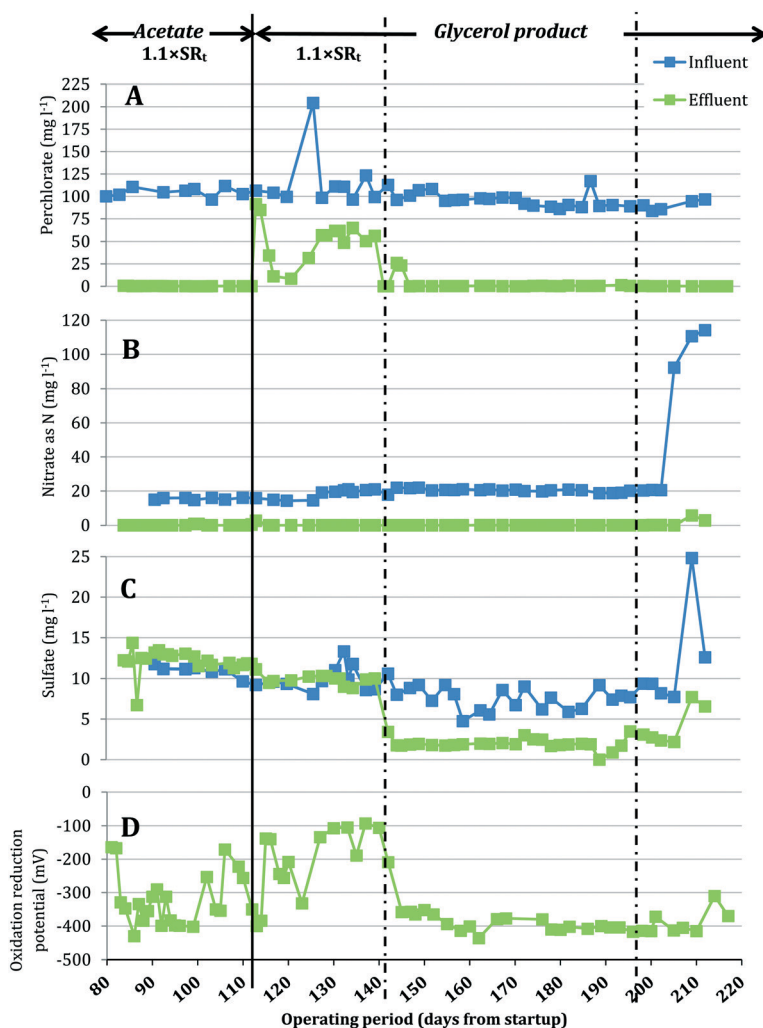 Acetate Glycerol product
1.1×SRt 1.1×SRt
Influent
Effluent
A
Perchlorate (mg l-1)
225
200
175
150
125
100
75
50
25
0
B
Nitrate as N (mg l-1)
120
100
80
60
40
20
0
C
Sulfate (mg l-1)
25
20
15
10
5
0
D
Oxidation reduction
potential (mV)
0
-100
-200
-300
-400
-500
80 90 100 110 120 130 140 150 160 170 180 190 200 210 220
Operating period (days from startup)